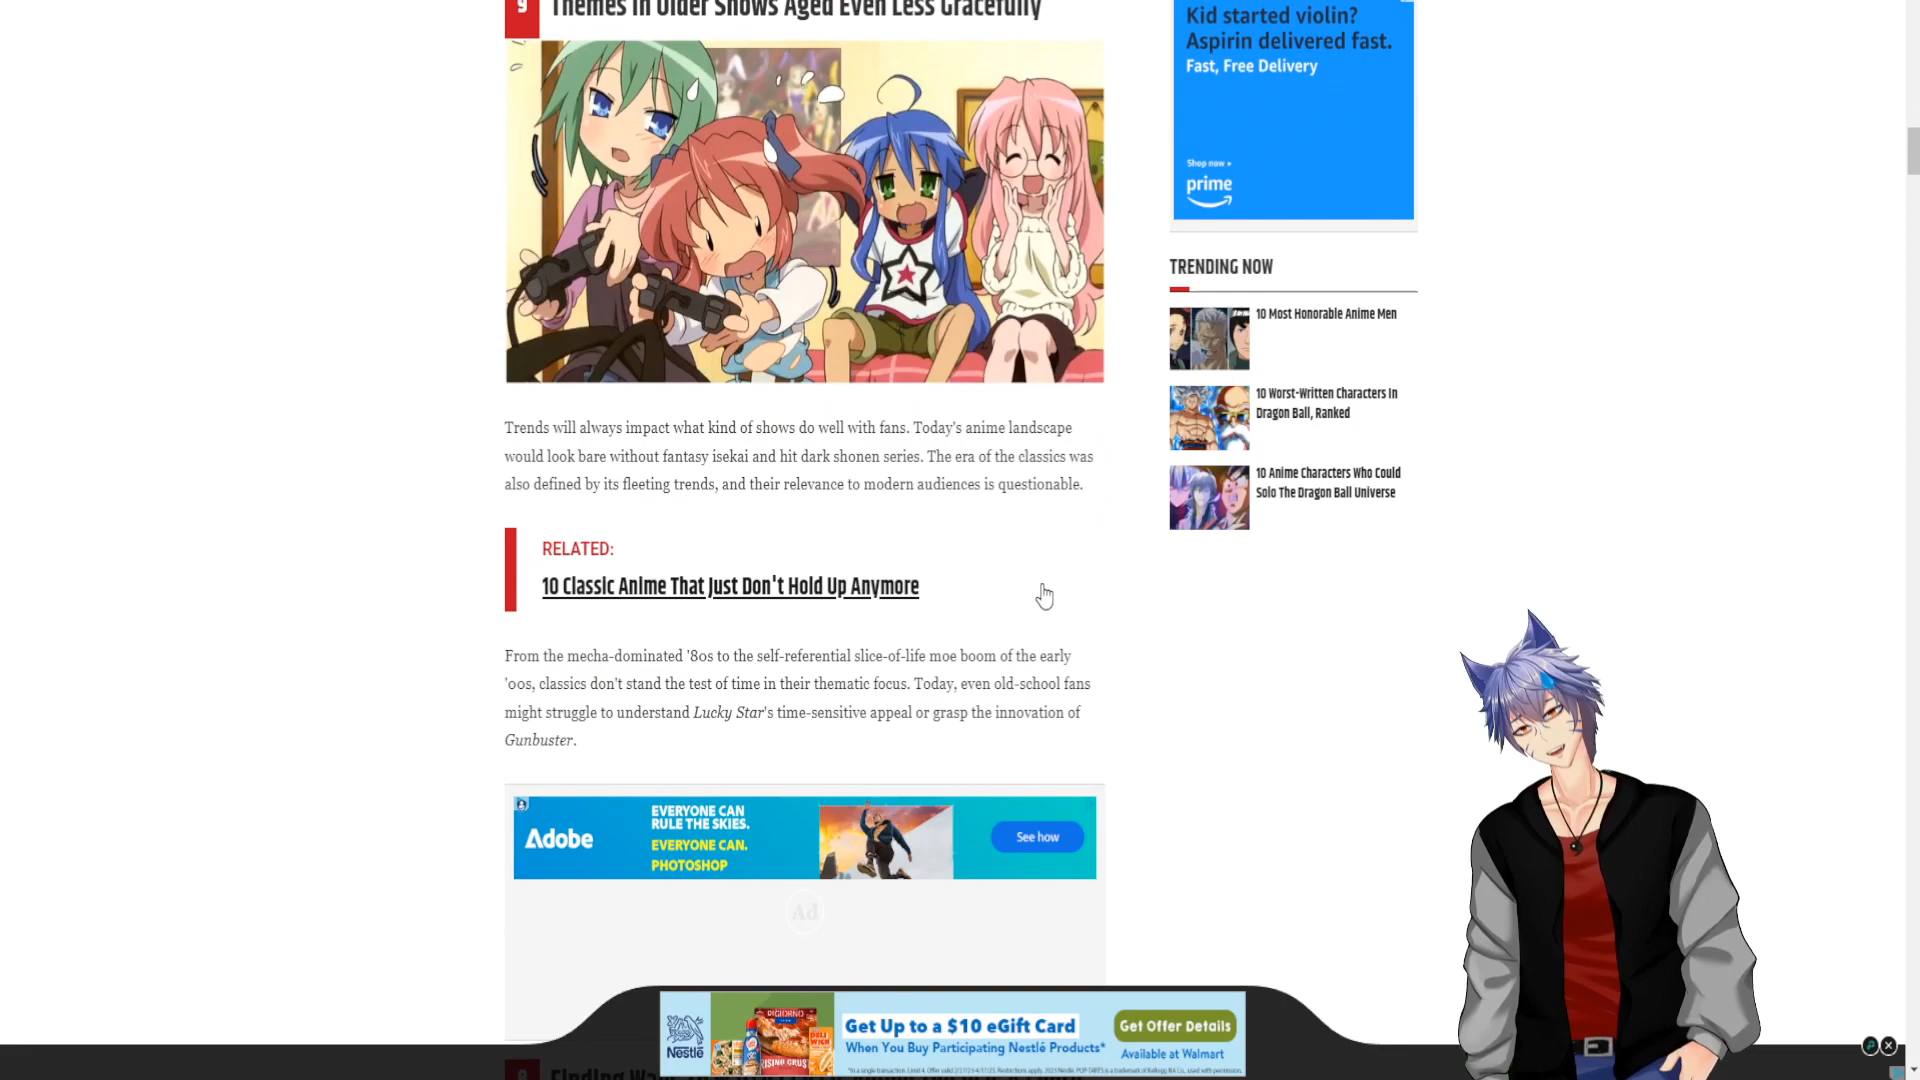 9 Themes In Older Shows Aged Even Less Gracefully
Trends will always impact what kind of shows do well with fans. Today's anime landscape
would look bare without fantasy isekai and hit dark shonen series. The era of the classics was
also defined by its fleeting trends, and their relevance to modern audiences is questionable.
RELATED:
10 Classic Anime That Just Don't Hold Up Anymore
From the mecha-dominated '80s to the self-referential slice-of-life moe boom of the early
'00s, classics don't stand the test of time in their thematic focus. Today, even old-school fans
might struggle to understand Lucky Star's time-sensitive appeal or grasp the innovation of
Gunbuster.
Adobe
EVERYONE CAN
RULE THE SKIES.
EVERYONE CAN.
PHOTOSHOP
See how
Ad
Kid started violin?
Aspirin delivered fast.
Fast, Free Delivery
Shop now
prime
TRENDING NOW
10 Most Honorable Anime Men
10 Worst-Written Characters In
Dragon Ball, Ranked
10 Anime Characters Who Could
Solo The Dragon Ball Universe
Nestlé
DIGIORNO
RISING CRUST
Get Up to a $10 eGift Card
When You Buy Participating Nestlé Products*
Get Offer Details
Available at Walmart